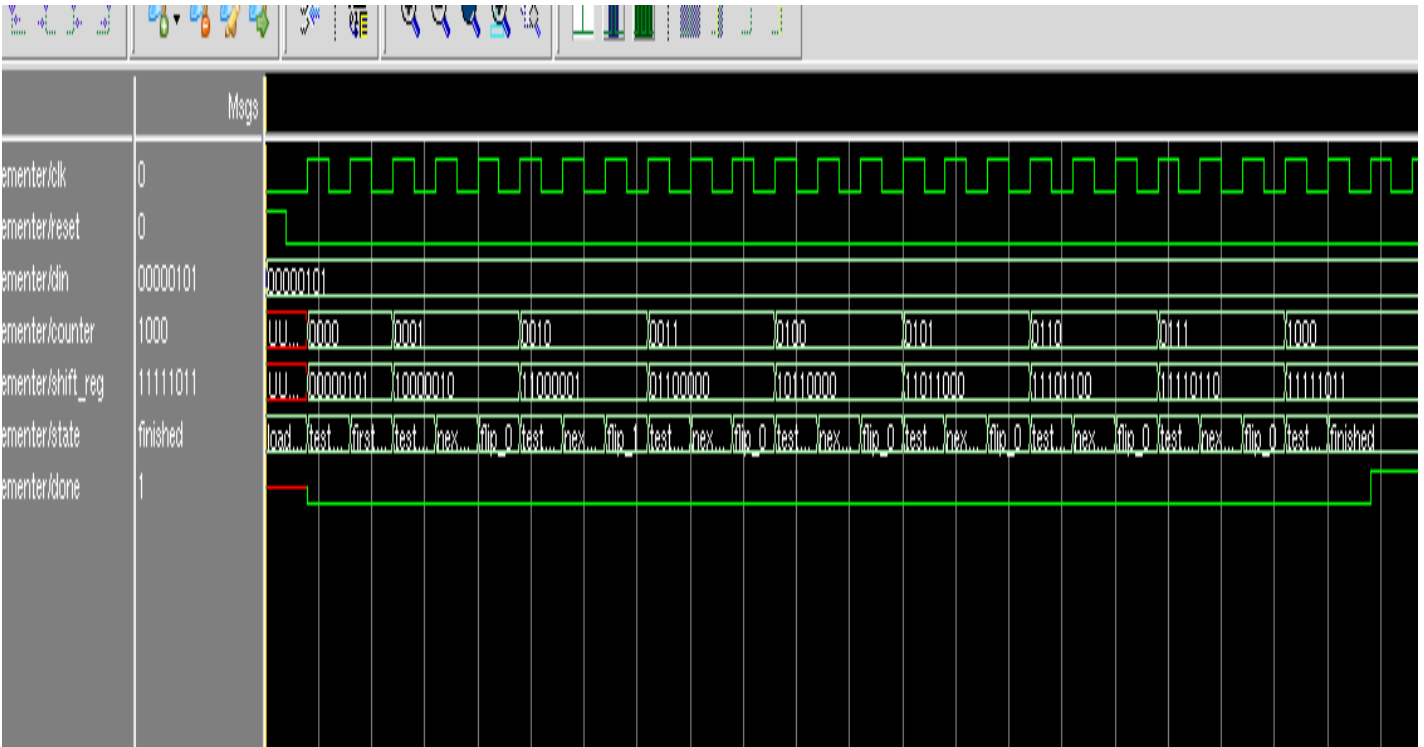 Msgs
ementer/clk 0
ementer/reset 0
ementer/din 00000101 00000101
ementer/counter 1000 UU... 0000 0001 0010 0011 0100 0101 0110 0111 1000
ementer/shift_reg 11111011 UU... 00000101 10000010 11000001 01100000 10110000 11011000 11101100 11110110 11111011
ementer/state finished load... test... first... test... nex... flip_0 test... nex... flip_1 test... nex... flip_0 test... nex... flip_0 test... nex... flip_0 test... nex... flip_0 test... nex... flip_0 test... finished
ementer/done 1